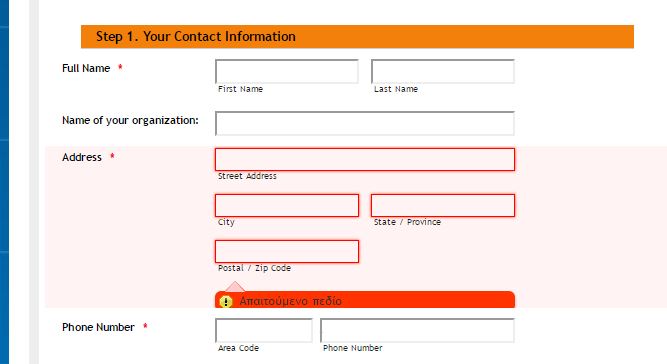 Step 1. Your Contact Information
Full Name *
First Name Last Name
Name of your organization:
Address *
Street Address
City State / Province
Postal / Zip Code
! Απαιτούμενο πεδίο
Phone Number *
Area Code Phone Number